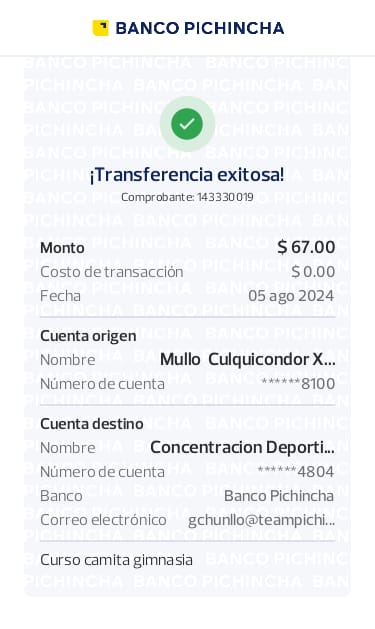 BANCO PICHINCHA
¡Transferencia exitosa!
Comprobante: 143330019
Monto $ 67.00
Costo de transacción $ 0.00
Fecha 05 ago 2024
Cuenta origen
Nombre Mullo Culquicondor X...
Número de cuenta ******8100
Cuenta destino
Nombre Concentracion Deporti...
Número de cuenta ******4804
Banco Banco Pichincha
Correo electrónico gchunllo@teampichi...
Curso camita gimnasia